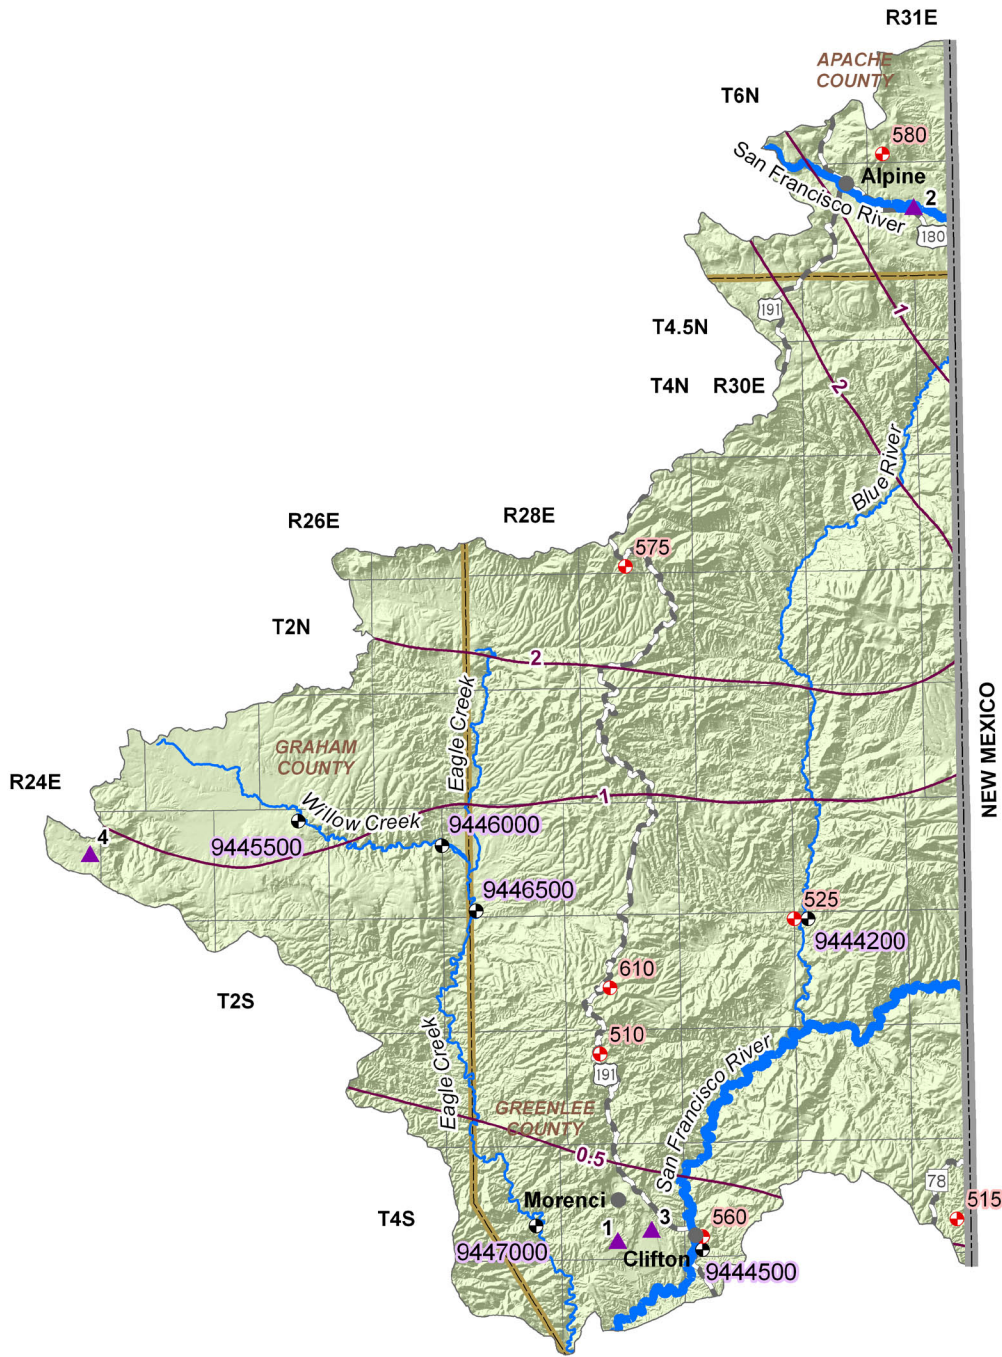 R31E
APACHE
COUNTY
T6N
580
San Francisco River
Alpine
2
180
191
1
T4.5N
2
T4N
R30E
Blue River
R26E
R28E
575
T2N
2
Eagle Creek
NEW MEXICO
GRAHAM
COUNTY
R24E
1
Willow Creek
9446000
4
9445500
9446500
525
9444200
610
T2S
510
Eagle Creek
San Francisco River
191
GREENLEE
COUNTY
0.5
78
Morenci
515
T4S
3
560
1
9447000
Clifton
9444500